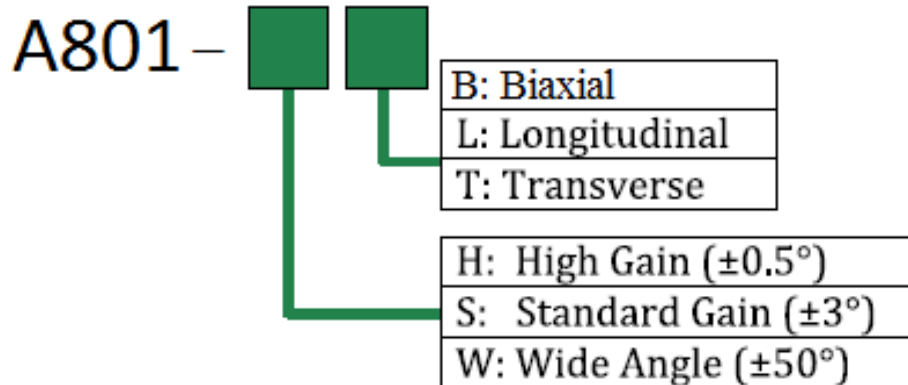 A801–
B: Biaxial
L: Longitudinal
T: Transverse
H: High Gain (±0.5°)
S: Standard Gain (±3°)
W: Wide Angle (±50°)